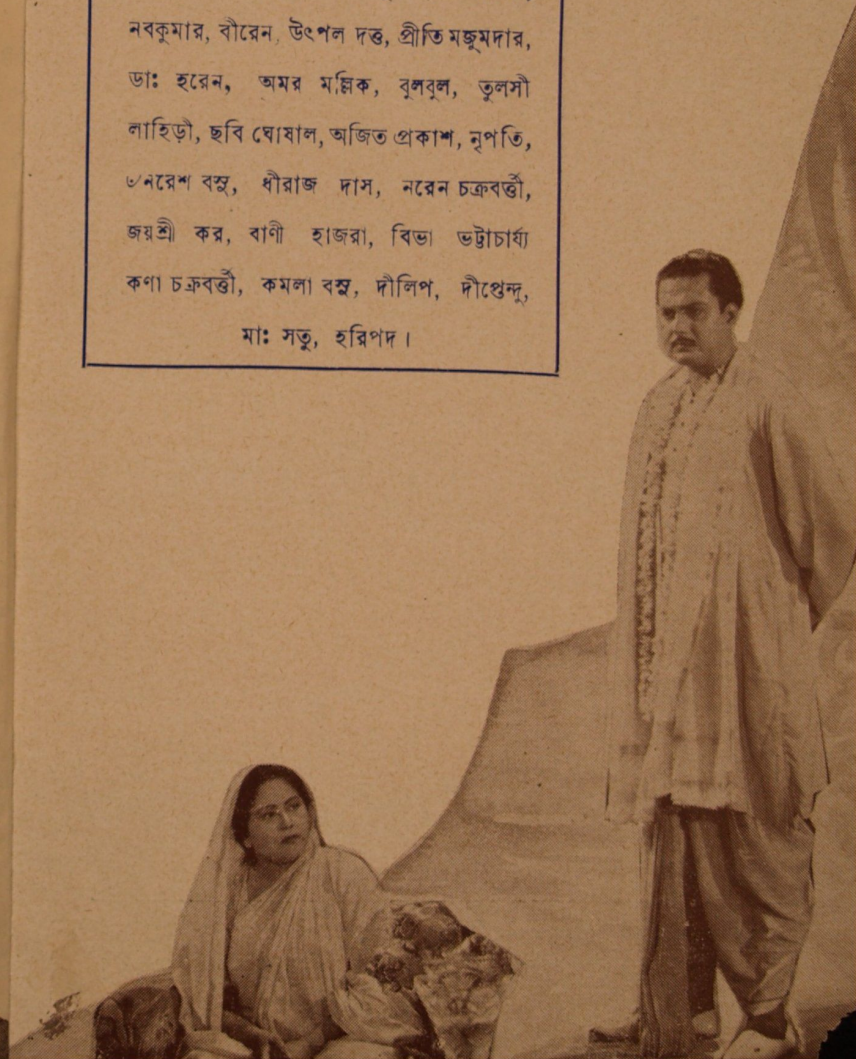 নবকুমার, বীরেন, উৎপল দত্ত, প্রীতি মজুমদার,
ডাঃ হরেন, অমর মল্লিক, বুলবুল, তুলসী
লাহিড়ী, ছবি ঘোষাল, অজিত প্রকাশ, নৃপতি,
৺নরেশ বসু, ধীরাজ দাস, নরেন চক্রবর্ত্তী,
জয়শ্রী কর, বাণী হাজরা, বিভা ভট্টাচার্য্য
কণা চক্রবর্ত্তী, কমলা বসু, দীলিপ, দীপ্তেন্দু,
মাঃ সতু, হরিপদ।